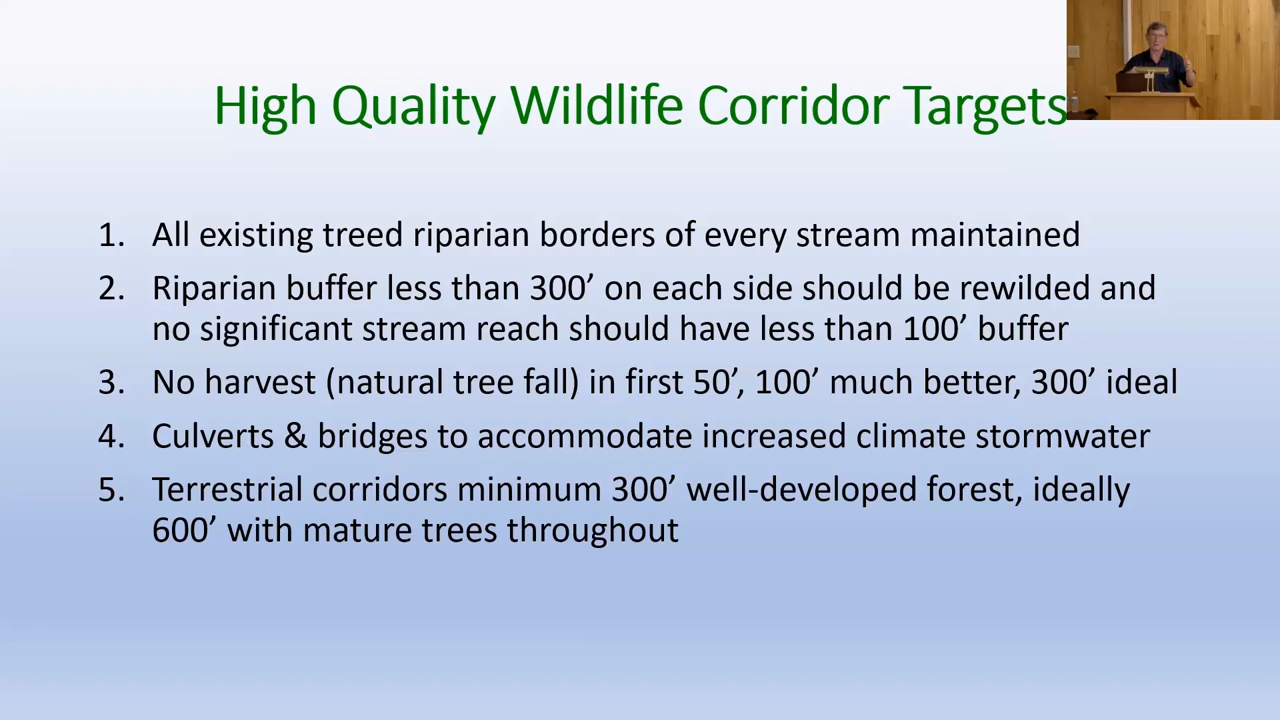 High Quality Wildlife Corridor Targets
1. All existing treed riparian borders of every stream maintained
2. Riparian buffer less than 300’ on each side should be rewilded and
no significant stream reach should have less than 100’ buffer
3. No harvest (natural tree fall) in first 50’, 100’ much better, 300’ ideal
4. Culverts & bridges to accommodate increased climate stormwater
5. Terrestrial corridors minimum 300’ well-developed forest, ideally
600’ with mature trees throughout